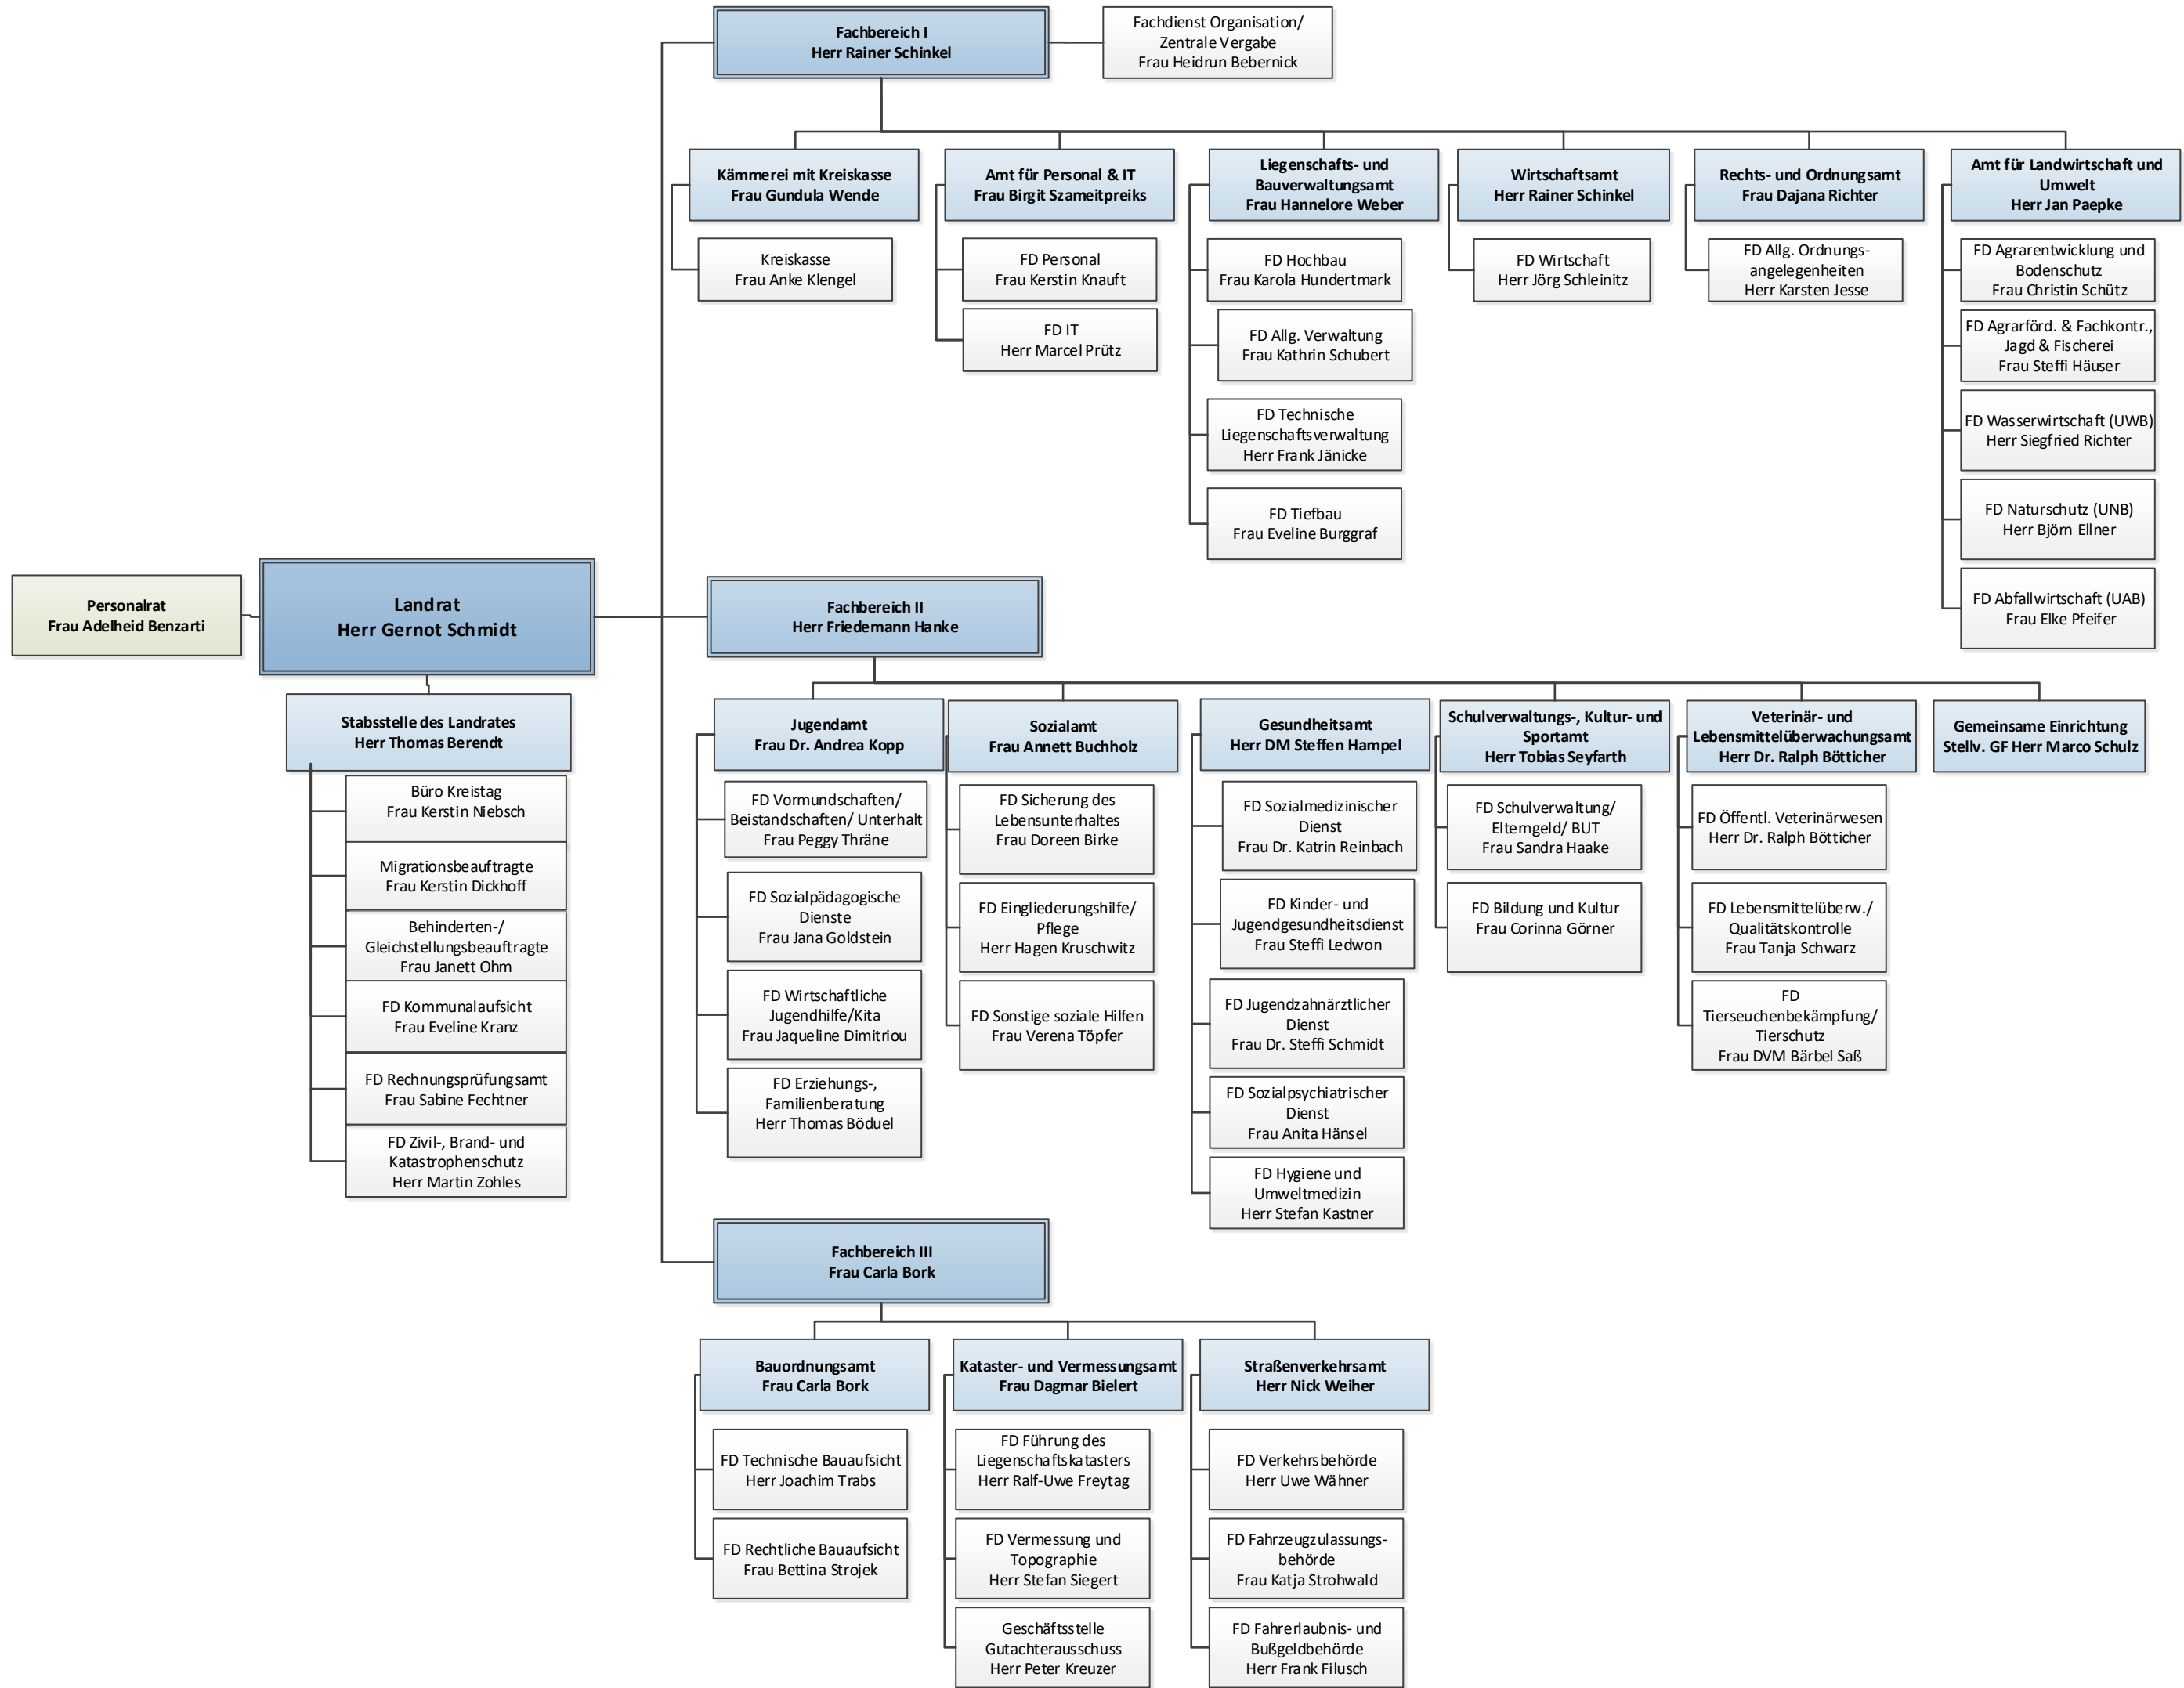 Fachbereich I
Herr Rainer Schinkel
Fachdienst Organisation/
Zentrale Vergabe
Frau Heidrun Bebernick
Kämmerei mit Kreiskasse
Frau Gundula Wende
Kreiskasse
Frau Anke Klengel
Amt für Personal & IT
Frau Birgit Szameitpreiks
FD Personal
Frau Kerstin Knauft
FD IT
Herr Marcel Prütz
Liegenschafts- und
Bauverwaltungsamt
Frau Hannelore Weber
FD Hochbau
Frau Karola Hundertmark
FD Allg. Verwaltung
Frau Kathrin Schubert
FD Technische
Liegenschaftsverwaltung
Herr Frank Jänicke
FD Tiefbau
Frau Eveline Burggraf
Wirtschaftsamt
Herr Rainer Schinkel
FD Wirtschaft
Herr Jörg Schleinitz
Rechts- und Ordnungsamt
Frau Dajana Richter
FD Allg. Ordnungs-
angelegenheiten
Herr Karsten Jesse
Amt für Landwirtschaft und
Umwelt
Herr Jan Paepke
FD Agrarentwicklung und
Bodenschutz
Frau Christin Schütz
FD Agrarförd. & Fachkontr.,
Jagd & Fischerei
Frau Steffi Häuser
FD Wasserwirtschaft (UWB)
Herr Siegfried Richter
FD Naturschutz (UNB)
Herr Björn Ellner
FD Abfallwirtschaft (UAB)
Frau Elke Pfeifer
Personalrat
Frau Adelheid Benzarti
Landrat
Herr Gernot Schmidt
Stabsstelle des Landrates
Herr Thomas Berendt
Büro Kreistag
Frau Kerstin Niebsch
Migrationsbeauftragte
Frau Kerstin Dickhoff
Behinderten-/
Gleichstellungsbeauftragte
Frau Janett Ohm
FD Kommunalaufsicht
Frau Eveline Kranz
FD Rechnungsprüfungsamt
Frau Sabine Fechtner
FD Zivil-, Brand- und
Katastrophenschutz
Herr Martin Zohles
Fachbereich II
Herr Friedemann Hanke
Jugendamt
Frau Dr. Andrea Kopp
FD Vormundschaften/
Beistandschaften/ Unterhalt
Frau Peggy Thräne
FD Sozialpädagogische
Dienste
Frau Jana Goldstein
FD Wirtschaftliche
Jugendhilfe/Kita
Frau Jaqueline Dimitriou
FD Erziehungs-,
Familienberatung
Herr Thomas Böduel
Sozialamt
Frau Annett Buchholz
FD Sicherung des
Lebensunterhaltes
Frau Doreen Birke
FD Eingliederungshilfe/
Pflege
Herr Hagen Kruschwitz
FD Sonstige soziale Hilfen
Frau Verena Töpfer
Gesundheitsamt
Herr DM Steffen Hampel
FD Sozialmedizinischer
Dienst
Frau Dr. Katrin Reinbach
FD Kinder- und
Jugendgesundheitsdienst
Frau Steffi Ledwon
FD Jugendzahnärztlicher
Dienst
Frau Dr. Steffi Schmidt
FD Sozialpsychiatrischer
Dienst
Frau Anita Hänsel
FD Hygiene und
Umweltmedizin
Herr Stefan Kastner
Schulverwaltungs-, Kultur- und
Sportamt
Herr Tobias Seyfarth
FD Schulverwaltung/
Elterngeld/ BUT
Frau Sandra Haake
FD Bildung und Kultur
Frau Corinna Görner
Veterinär- und
Lebensmittelüberwachungsamt
Herr Dr. Ralph Bötticher
FD Öffentl. Veterinärwesen
Herr Dr. Ralph Bötticher
FD Lebensmittelüberw./
Qualitätskontrolle
Frau Tanja Schwarz
FD
Tierseuchenbekämpfung/
Tierschutz
Frau DVM Bärbel Saß
Gemeinsame Einrichtung
Stellv. GF Herr Marco Schulz
Fachbereich III
Frau Carla Bork
Bauordnungsamt
Frau Carla Bork
FD Technische Bauaufsicht
Herr Joachim Trabs
FD Rechtliche Bauaufsicht
Frau Bettina Strojek
Kataster- und Vermessungsamt
Frau Dagmar Bielert
FD Führung des
Liegenschaftskatasters
Herr Ralf-Uwe Freytag
FD Vermessung und
Topographie
Herr Stefan Siegert
Geschäftsstelle
Gutachterausschuss
Herr Peter Kreuzer
Straßenverkehrsamt
Herr Nick Weiher
FD Verkehrsbehörde
Herr Uwe Wähner
FD Fahrzeugzulassungs-
behörde
Frau Katja Strohwald
FD Fahrerlaubnis- und
Bußgeldbehörde
Herr Frank Filusch